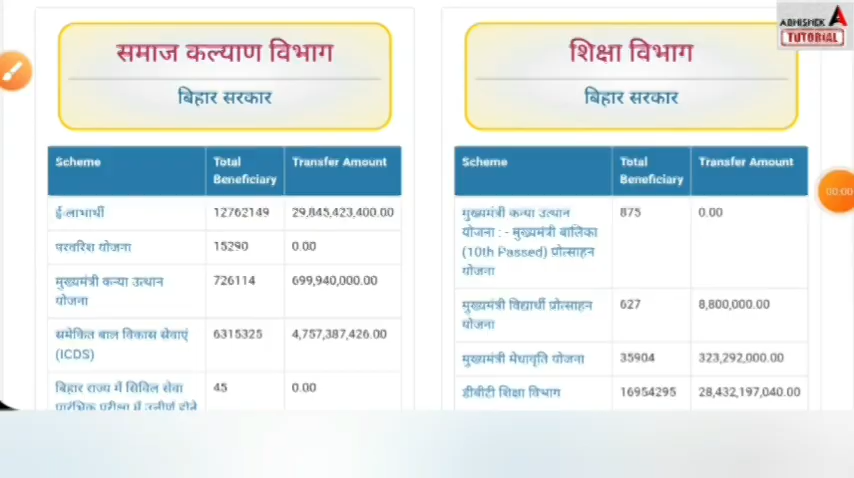 ABHISHEK A
TUTORIAL
समाज कल्याण विभाग
बिहार सरकार
Scheme
Total Beneficiary
Transfer Amount
ई-लाभार्थी
12762149
29,845,423,400.00
परवरिश योजना
15290
0.00
मुख्यमंत्री कन्या उत्थान
योजना
726114
699,940,000.00
समेकित बाल विकास सेवाएं
(ICDS)
6315325
4,757,387,426.00
बिहार राज्य में सिविल सेवा
प्रारंभिक परीक्षा में उत्तीर्ण होने
45
0.00
शिक्षा विभाग
बिहार सरकार
Scheme
Total Beneficiary
Transfer Amount
मुख्यमंत्री कन्या उत्थान
योजना : - मुख्यमंत्री बालिका
(10th Passed) प्रोत्साहन
योजना
875
0.00
मुख्यमंत्री विद्यार्थी प्रोत्साहन
योजना
627
8,800,000.00
मुख्यमंत्री मेधावृति योजना
35904
323,292,000.00
डीबीटी शिक्षा विभाग
16954295
28,432,197,040.00
00:00